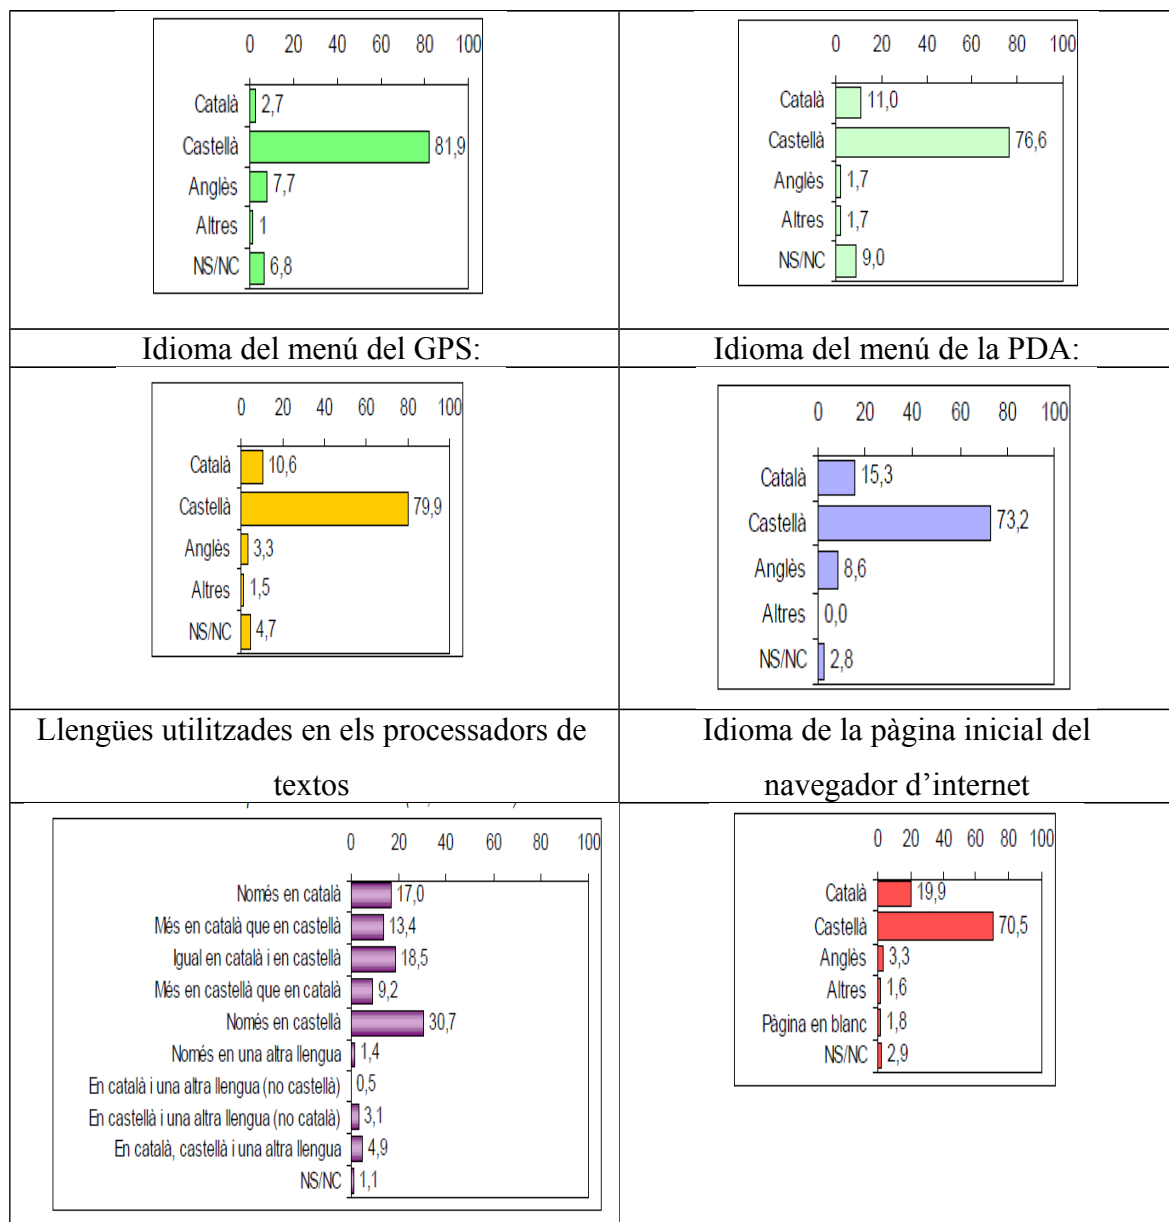 0 20 40 60 80 100
Català 2,7
Castellà 81,9
Anglès 7,7
Altres 1
NS/NC 6,8
0 20 40 60 80 100
Català 11,0
Castellà 76,6
Anglès 1,7
Altres 1,7
NS/NC 9,0
Idioma del menú del GPS:
Idioma del menú de la PDA:
0 20 40 60 80 100
Català 10,6
Castellà 79,9
Anglès 3,3
Altres 1,5
NS/NC 4,7
0 20 40 60 80 100
Català 15,3
Castellà 73,2
Anglès 8,6
Altres 0,0
NS/NC 2,8
Llengües utilitzades en els processadors de
textos
Idioma de la pàgina inicial del
navegador d’internet
0 20 40 60 80 100
Només en català 17,0
Més en català que en castellà 13,4
Igual en català i en castellà 18,5
Més en castellà que en català 9,2
Només en castellà 30,7
Només en una altra llengua 1,4
En català i una altra llengua (no castellà) 0,5
En castellà i una altra llengua (no català) 3,1
En català, castellà i una altra llengua 4,9
NS/NC 1,1
0 20 40 60 80 100
Català 19,9
Castellà 70,5
Anglès 3,3
Altres 1,6
Pàgina en blanc 1,8
NS/NC 2,9